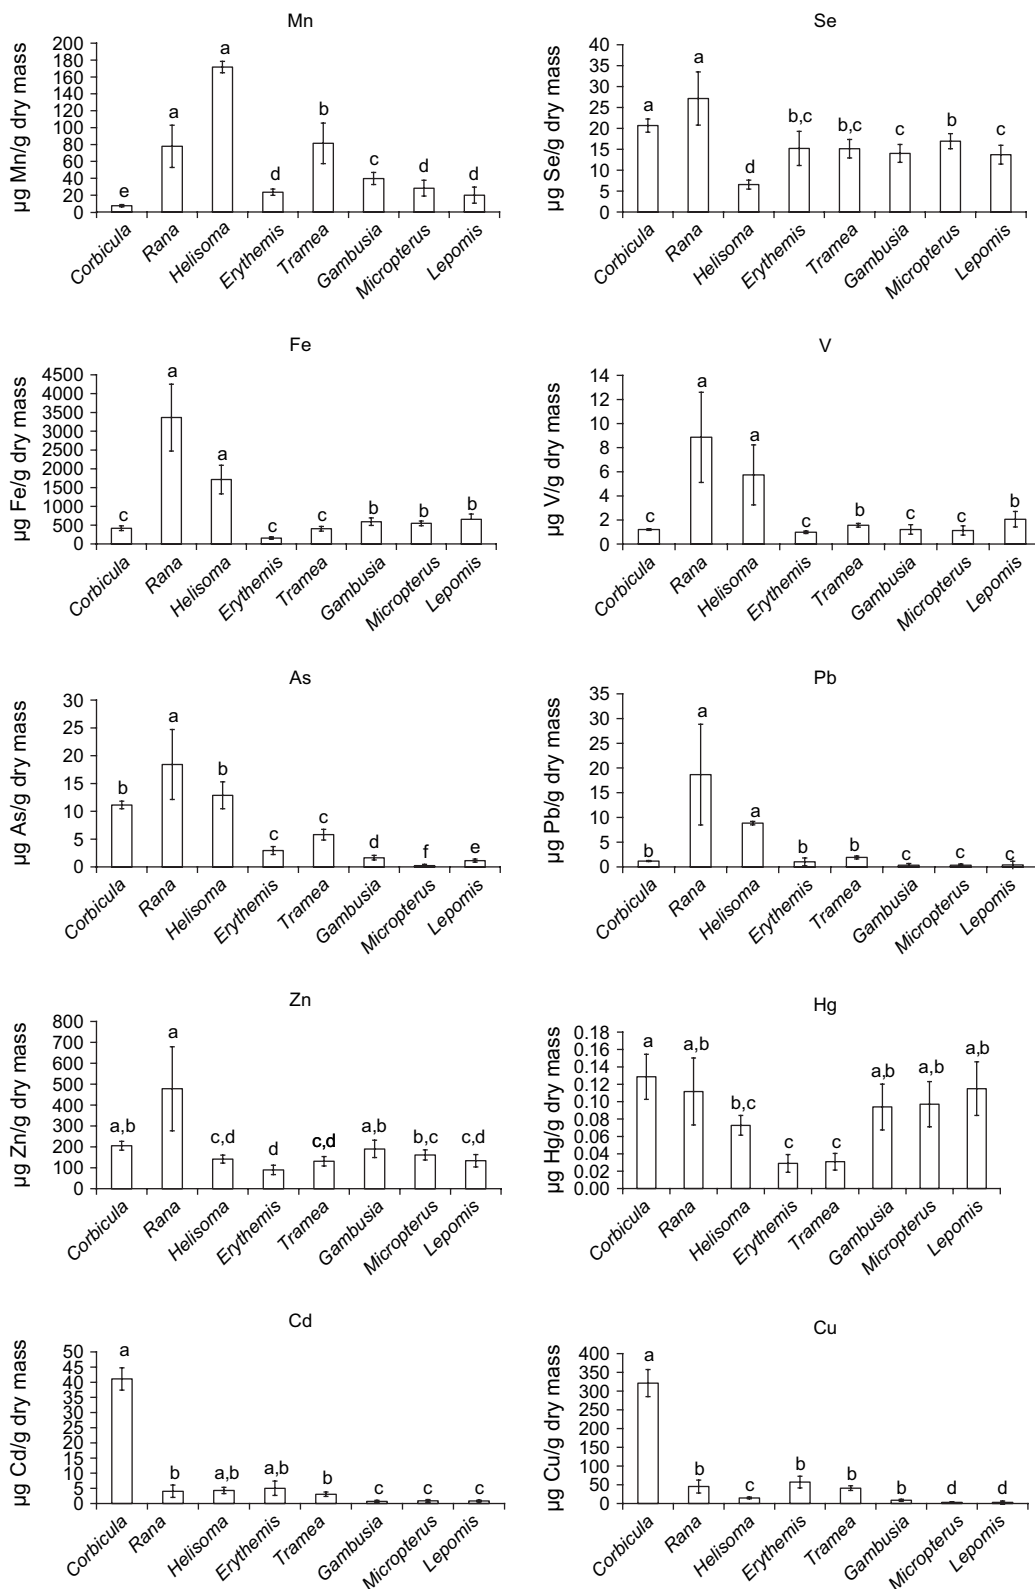 Mn
µg Mn/g dry mass
200
180
160
140
120
100
80
60
40
20
0
e
a
a
d
b
c
d
d
Corbicula
Rana
Helisoma
Erythemis
Tramea
Gambusia
Micropterus
Lepomis
Se
µg Se/g dry mass
40
35
30
25
20
15
10
5
0
a
a
d
b,c
b,c
c
b
c
Corbicula
Rana
Helisoma
Erythemis
Tramea
Gambusia
Micropterus
Lepomis
Fe
µg Fe/g dry mass
4500
4000
3500
3000
2500
2000
1500
1000
500
0
c
a
a
c
c
b
b
b
Corbicula
Rana
Helisoma
Erythemis
Tramea
Gambusia
Micropterus
Lepomis
V
µg V/g dry mass
14
12
10
8
6
4
2
0
c
a
a
c
b
c
c
b
Corbicula
Rana
Helisoma
Erythemis
Tramea
Gambusia
Micropterus
Lepomis
As
µg As/g dry mass
30
25
20
15
10
5
0
b
a
b
c
c
d
f
e
Corbicula
Rana
Helisoma
Erythemis
Tramea
Gambusia
Micropterus
Lepomis
Pb
µg Pb/g dry mass
35
30
25
20
15
10
5
0
b
a
a
b
b
c
c
c
Corbicula
Rana
Helisoma
Erythemis
Tramea
Gambusia
Micropterus
Lepomis
Zn
µg Zn/g dry mass
800
700
600
500
400
300
200
100
0
a,b
a
c,d
d
c,d
a,b
b,c
c,d
Corbicula
Rana
Helisoma
Erythemis
Tramea
Gambusia
Micropterus
Lepomis
Hg
µg Hg/g dry mass
0.18
0.16
0.14
0.12
0.10
0.08
0.06
0.04
0.02
0.00
a
a,b
b,c
c
c
a,b
a,b
a,b
Corbicula
Rana
Helisoma
Erythemis
Tramea
Gambusia
Micropterus
Lepomis
Cd
µg Cd/g dry mass
50
45
40
35
30
25
20
15
10
5
0
a
b
a,b
a,b
b
c
c
c
Corbicula
Rana
Helisoma
Erythemis
Tramea
Gambusia
Micropterus
Lepomis
Cu
µg Cu/g dry mass
400
350
300
250
200
150
100
50
0
a
b
c
b
b
b
d
d
Corbicula
Rana
Helisoma
Erythemis
Tramea
Gambusia
Micropterus
Lepomis